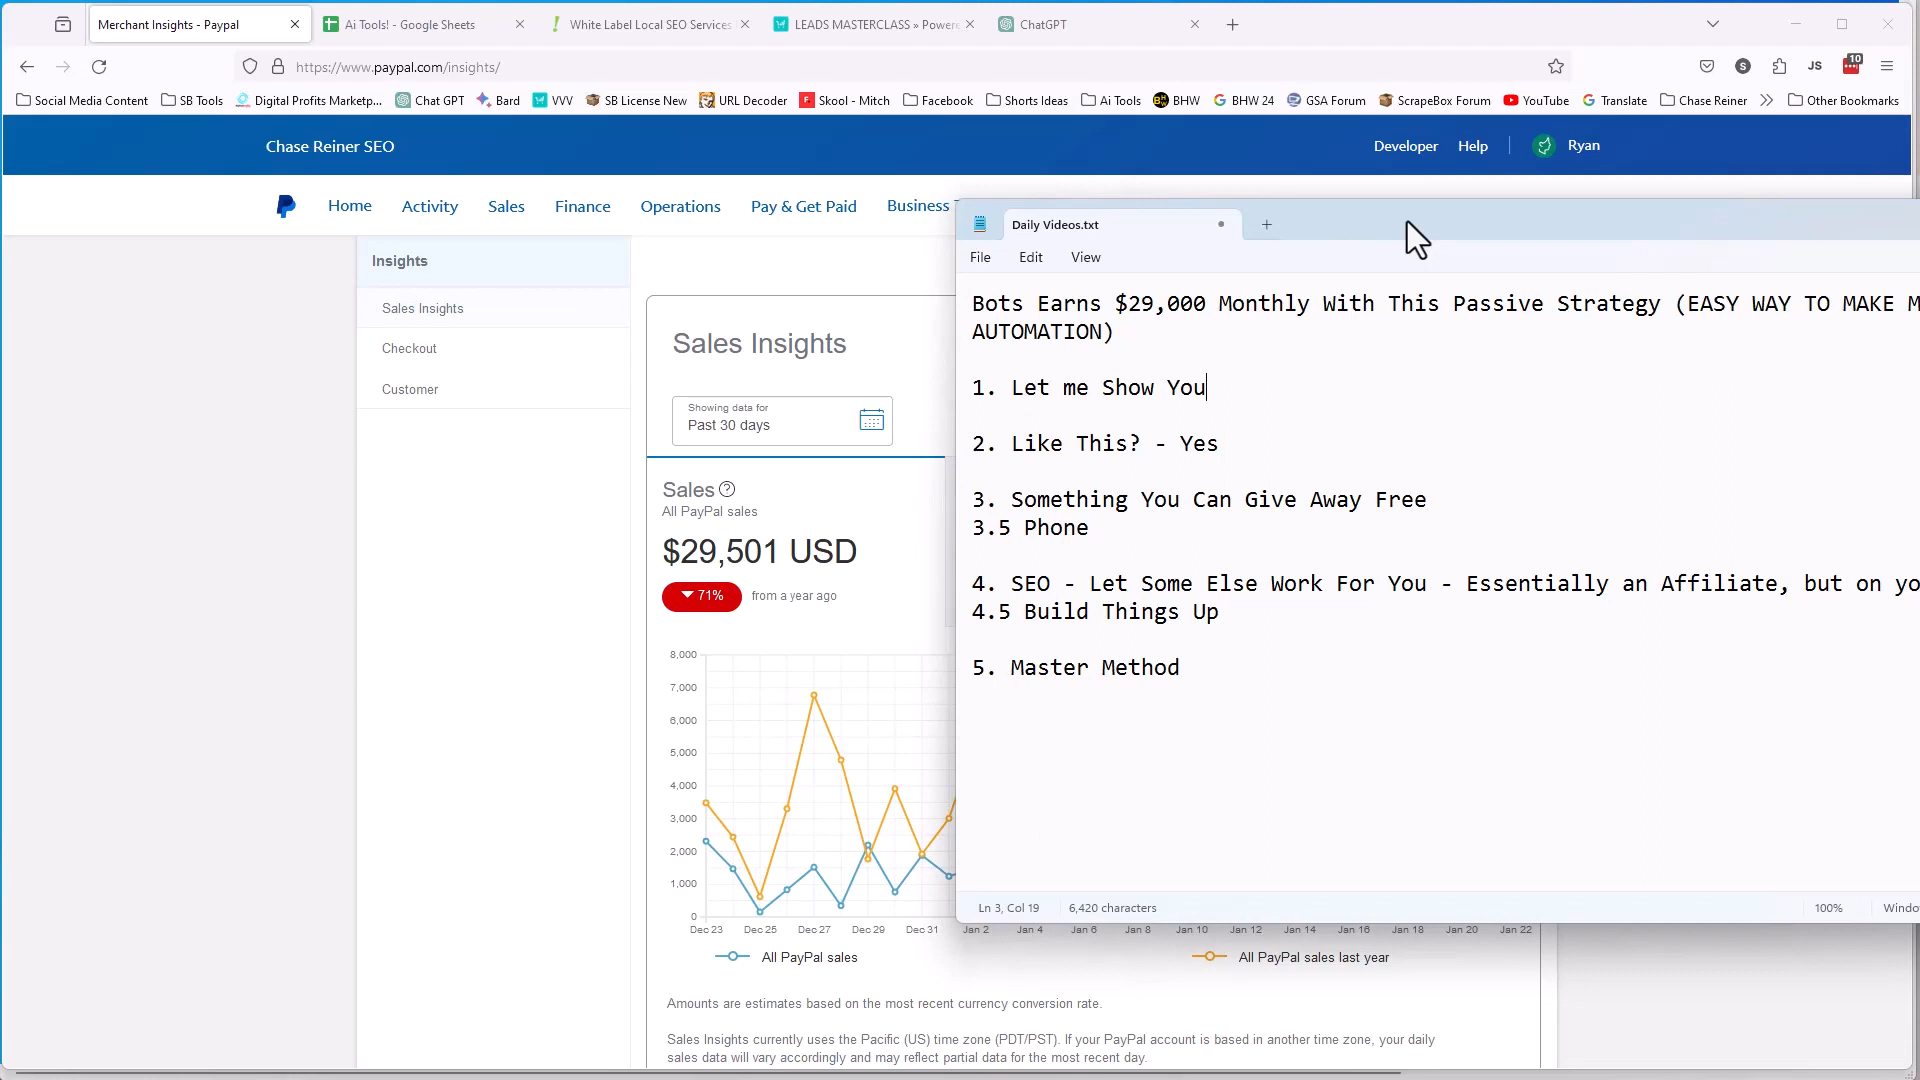 Merchant Insights - Paypal
Ai Tools! - Google Sheets
White Label Local SEO Services
LEADS MASTERCLASS » Powere
ChatGPT
https://www.paypal.com/insights/
S
JS
10
Social Media Content
SB Tools
Digital Profits Marketp...
Chat GPT
Bard
VVV
SB License New
URL Decoder
Skool - Mitch
Facebook
Shorts Ideas
Ai Tools
BHW
BHW 24
GSA Forum
ScrapeBox Forum
YouTube
Translate
Chase Reiner
Other Bookmarks
Chase Reiner SEO
Developer
Help
Ryan
Home
Activity
Sales
Finance
Operations
Pay & Get Paid
Business
Insights
Sales Insights
Checkout
Customer
Sales Insights
Showing data for
Past 30 days
Sales
All PayPal sales
$29,501 USD
71%
from a year ago
8,000
7,000
6,000
5,000
4,000
3,000
2,000
1,000
0
Dec 23
Dec 25
Dec 27
Dec 29
Dec 31
Jan 2
Jan 4
Jan 6
Jan 8
Jan 10
Jan 12
Jan 14
Jan 16
Jan 18
Jan 20
Jan 22
All PayPal sales
All PayPal sales last year
Amounts are estimates based on the most recent currency conversion rate.
Sales Insights currently uses the Pacific (US) time zone (PDT/PST). If your PayPal account is based in another time zone, your daily
sales data will vary accordingly and may reflect partial data for the most recent day.
Daily Videos.txt
File
Edit
View
Bots Earns $29,000 Monthly With This Passive Strategy (EASY WAY TO MAKE M
AUTOMATION)
1. Let me Show You
2. Like This? - Yes
3. Something You Can Give Away Free
3.5 Phone
4. SEO - Let Some Else Work For You - Essentially an Affiliate, but on yo
4.5 Build Things Up
5. Master Method
Ln 3, Col 19
6,420 characters
100%
Windo